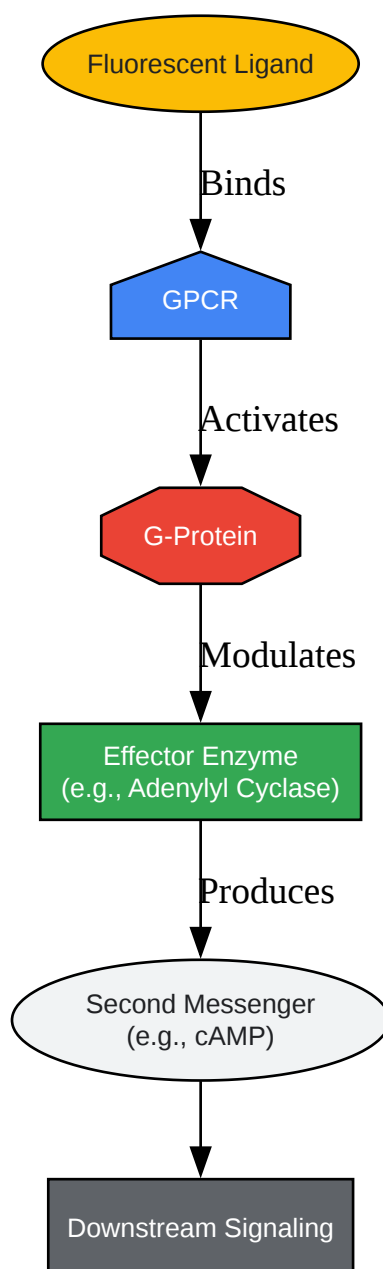 Fluorescent Ligand
Binds
GPCR
Activates
G-Protein
Modulates
Effector Enzyme
(e.g., Adenylyl Cyclase)
Produces
Second Messenger
(e.g., cAMP)
Downstream Signaling